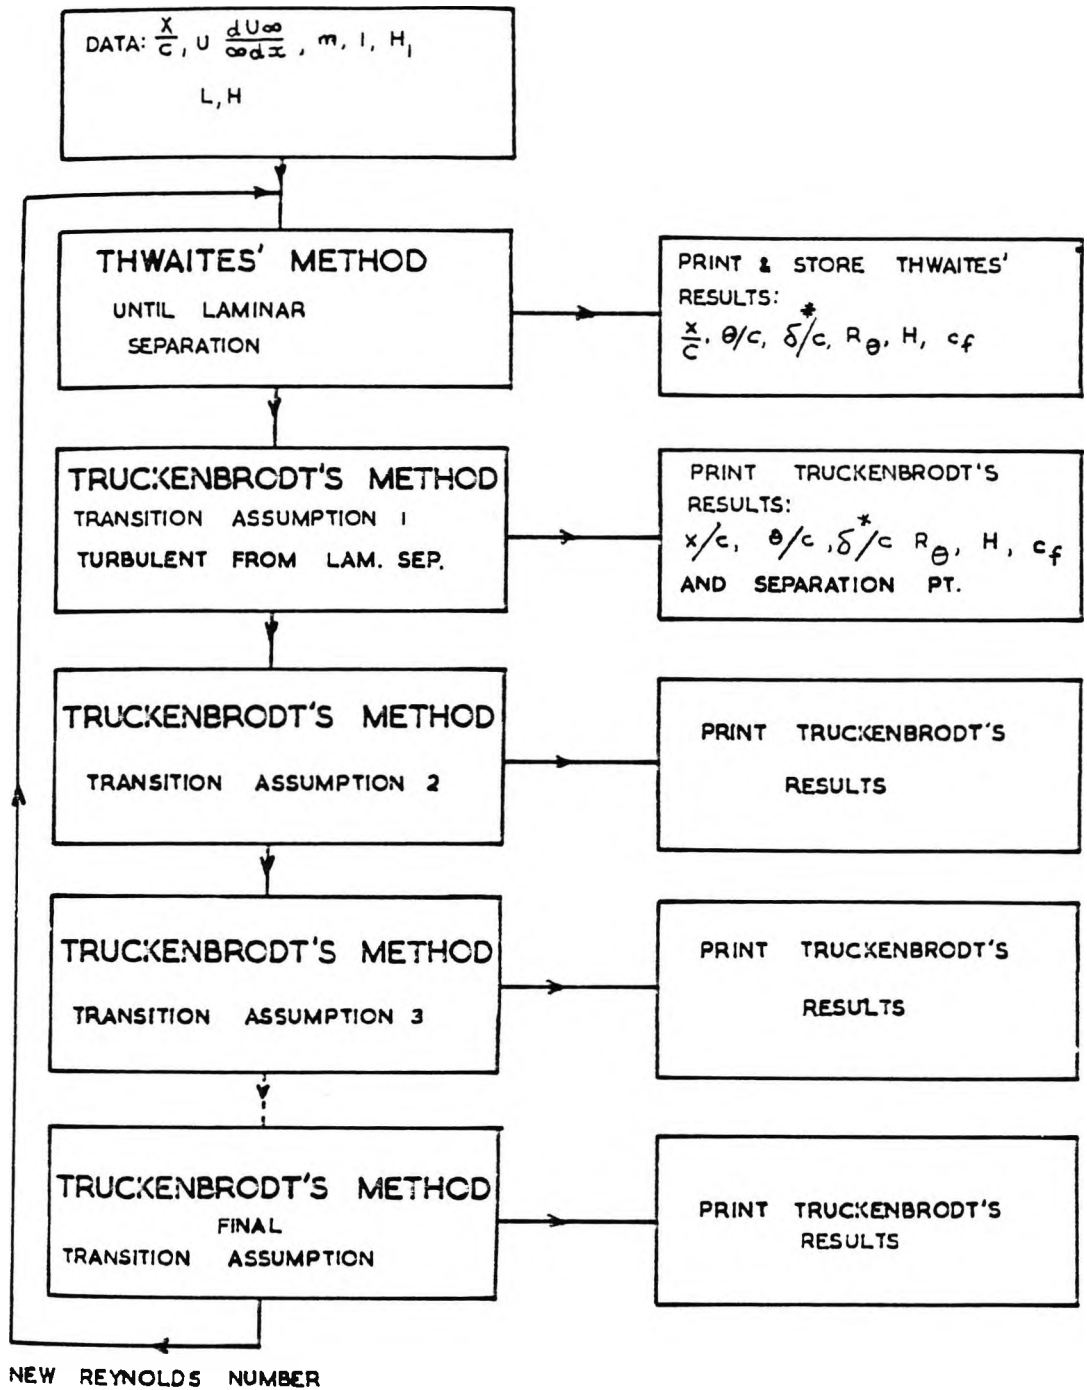 DATA: x/c, U dU∞/∞dx, m, l, H₁
L, H
THWAITES' METHOD
UNTIL LAMINAR
SEPARATION
PRINT & STORE THWAITES'
RESULTS:
x/c, θ/c, δ*/c, Rθ, H, cf
TRUCKENBRODT'S METHOD
TRANSITION ASSUMPTION 1
TURBULENT FROM LAM. SEP.
PRINT TRUCKENBRODT'S
RESULTS:
x/c, θ/c, δ*/c Rθ, H, cf
AND SEPARATION PT.
TRUCKENBRODT'S METHOD
TRANSITION ASSUMPTION 2
PRINT TRUCKENBRODT'S
RESULTS
TRUCKENBRODT'S METHOD
TRANSITION ASSUMPTION 3
PRINT TRUCKENBRODT'S
RESULTS
TRUCKENBRODT'S METHOD
FINAL
TRANSITION ASSUMPTION
PRINT TRUCKENBRODT'S
RESULTS
NEW REYNOLDS NUMBER